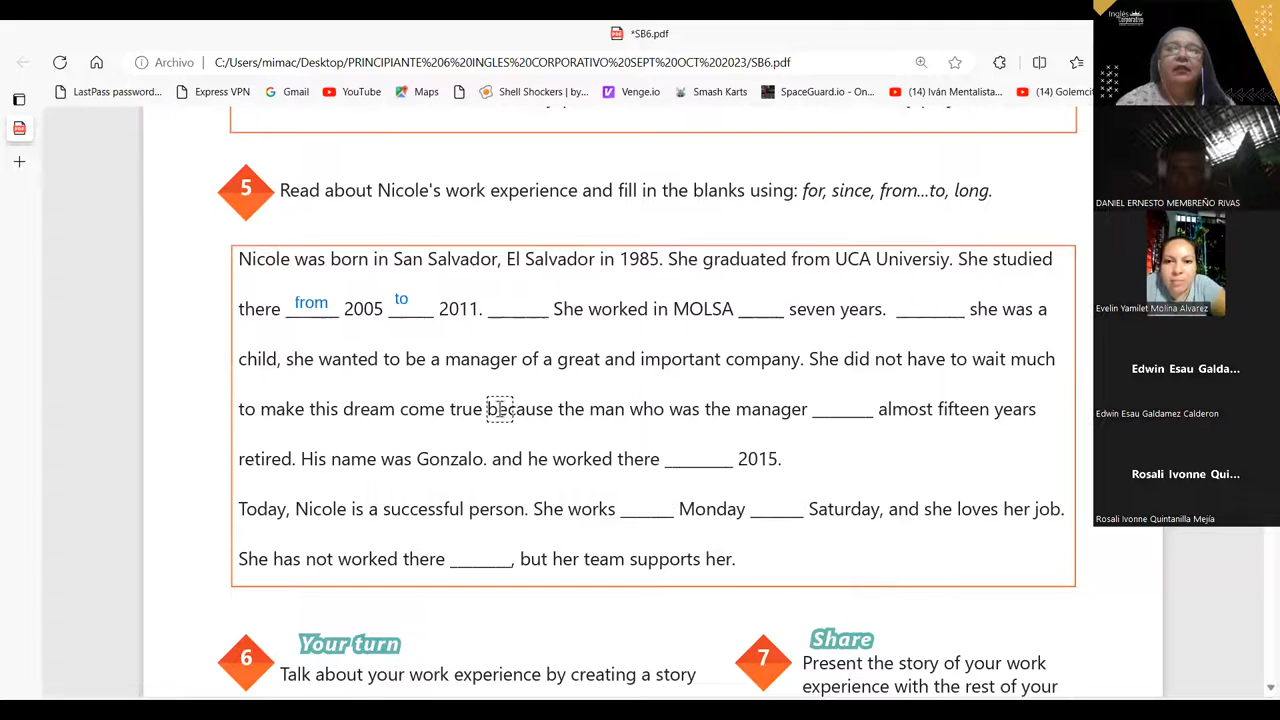 *SB6.pdf
Archivo
C:/Users/mimac/Desktop/PRINCIPIANTE%206%20INGLES%20CORPORATIVO%20SEPT%20OCT%202023/SB6.pdf
LastPass password...
Express VPN
Gmail
YouTube
Maps
Shell Shockers | by...
Venge.io
Smash Karts
SpaceGuard.io - On...
(14) Iván Mentalista...
(14) Golemcit
Inglés
Corporativo
5
Read about Nicole's work experience and fill in the blanks using: for, since, from...to, long.
Nicole was born in San Salvador, El Salvador in 1985. She graduated from UCA Universiy. She studied
there from 2005 to 2011. _______ She worked in MOLSA _____ seven years. ________ she was a
child, she wanted to be a manager of a great and important company. She did not have to wait much
to make this dream come true because the man who was the manager _______ almost fifteen years
retired. His name was Gonzalo. and he worked there ________ 2015.
Today, Nicole is a successful person. She works ______ Monday ______ Saturday, and she loves her job.
She has not worked there _______, but her team supports her.
6
Your turn
Talk about your work experience by creating a story
7
Share
Present the story of your work
experience with the rest of your
DANIEL ERNESTO MEMBREÑO RIVAS
Evelin Yamilet Molina Alvarez
Edwin Esau Galda...
Edwin Esau Galdamez Calderon
Rosali Ivonne Qui...
Rosali Ivonne Quintanilla Mejía